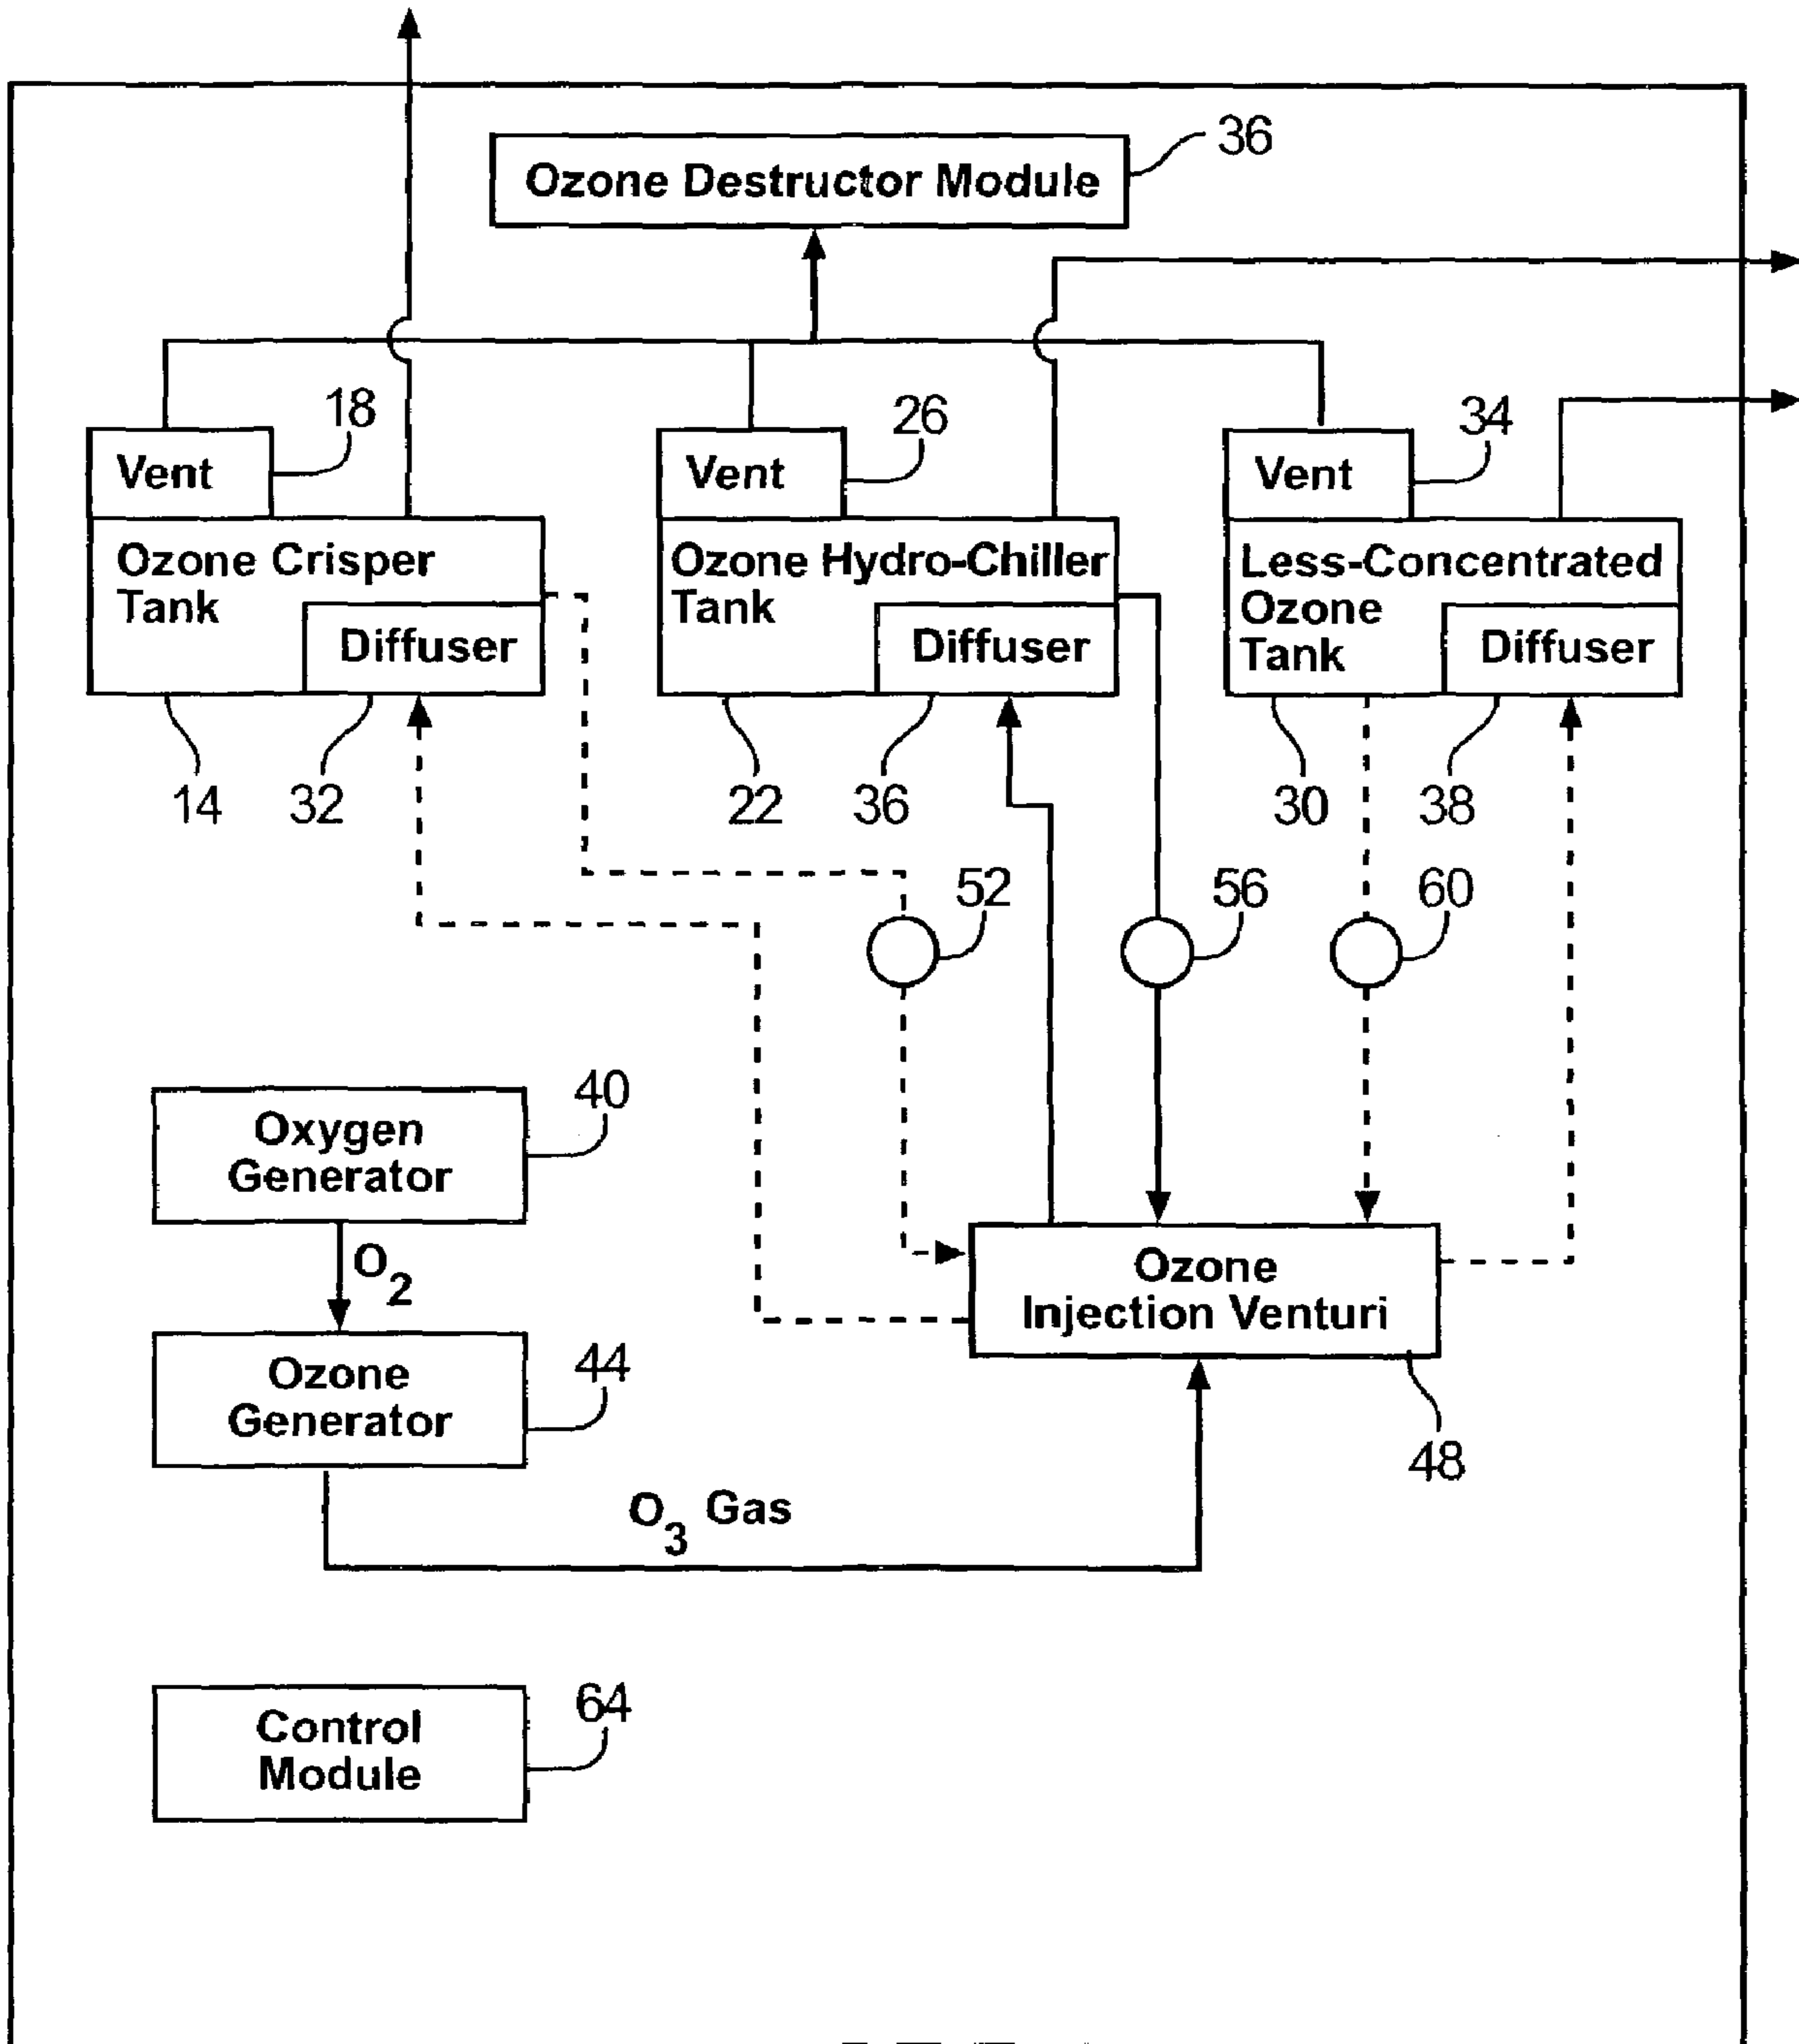 36
Ozone Destructor Module
18
26
34
Vent
Vent
Vent
Ozone Crisper
Tank
Diffuser
Ozone Hydro-Chiller
Tank
Diffuser
Less-Concentrated
Ozone
Tank
Diffuser
14
32
22
36
30
38
52
56
60
40
Oxygen
Generator
O2
Ozone
Injection Venturi
44
Ozone
Generator
48
O3 Gas
64
Control
Module